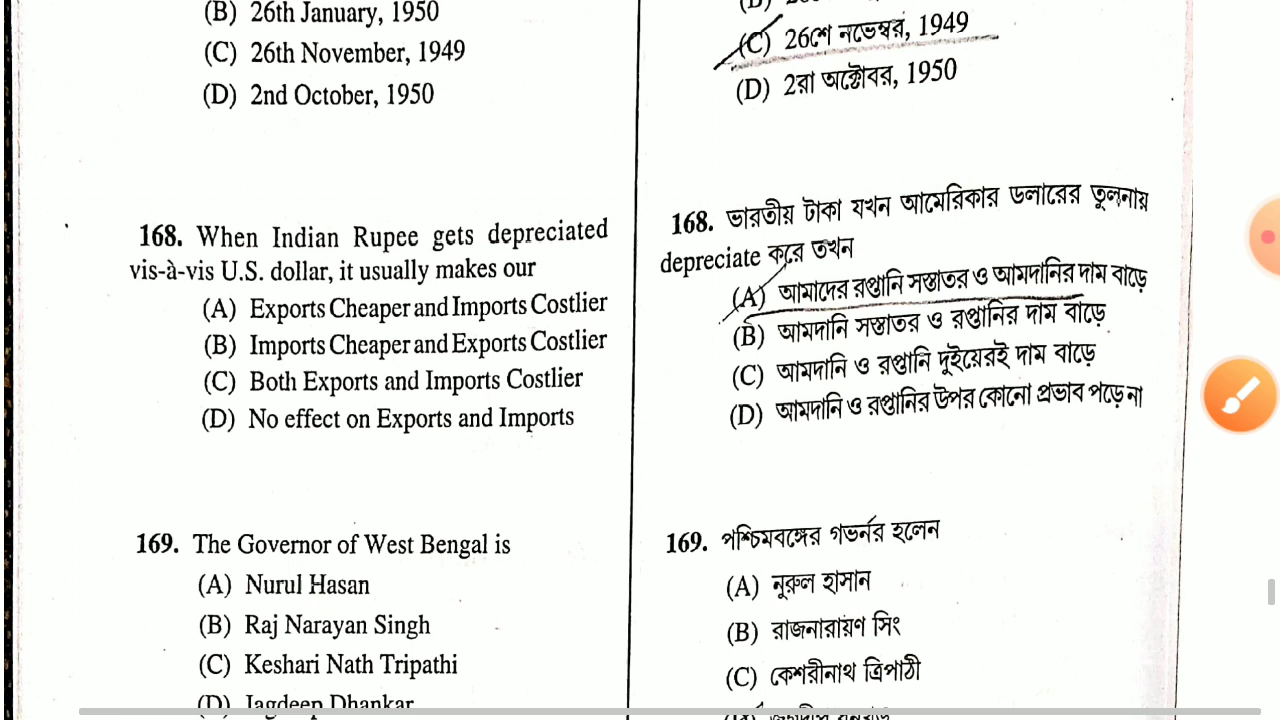 (B) 26th January, 1950
(C) 26th November, 1949
(D) 2nd October, 1950
168. When Indian Rupee gets depreciated
vis-à-vis U.S. dollar, it usually makes our
(A) Exports Cheaper and Imports Costlier
(B) Imports Cheaper and Exports Costlier
(C) Both Exports and Imports Costlier
(D) No effect on Exports and Imports
169. The Governor of West Bengal is
(A) Nurul Hasan
(B) Raj Narayan Singh
(C) Keshari Nath Tripathi
(D) Jagdeep Dhankar
(C) 26শে নভেম্বর, 1949
(D) 2রা অক্টোবর, 1950
168. ভারতীয় টাকা যখন আমেরিকার ডলারের তুলনায়
depreciate করে তখন
(A) আমাদের রপ্তানি সস্তাতর ও আমদানির দাম বাড়ে
(B) আমদানি সস্তাতর ও রপ্তানির দাম বাড়ে
(C) আমদানি ও রপ্তানি দুইয়েরই দাম বাড়ে
(D) আমদানি ও রপ্তানির উপর কোনো প্রভাব পড়ে না
169. পশ্চিমবঙ্গের গভর্নর হলেন
(A) নূরুল হাসান
(B) রাজনারায়ণ সিং
(C) কেশরীনাথ ত্রিপাঠী